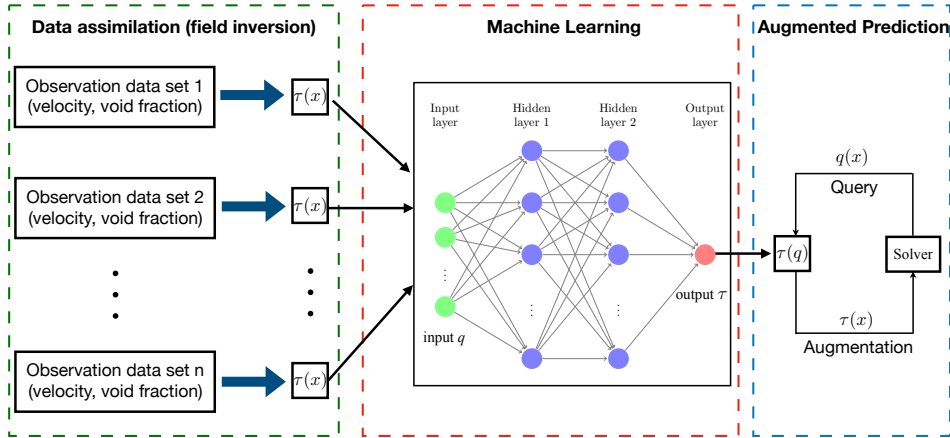 Data assimilation (field inversion)
Observation data set 1
(velocity, void fraction)
τ(x)
Observation data set 2
(velocity, void fraction)
τ(x)
Observation data set n
(velocity, void fraction)
τ(x)
Machine Learning
Input
layer
Hidden
layer 1
Hidden
layer 2
Output
layer
input q
output τ
Augmented Prediction
q(x)
Query
τ(q)
Solver
τ(x)
Augmentation